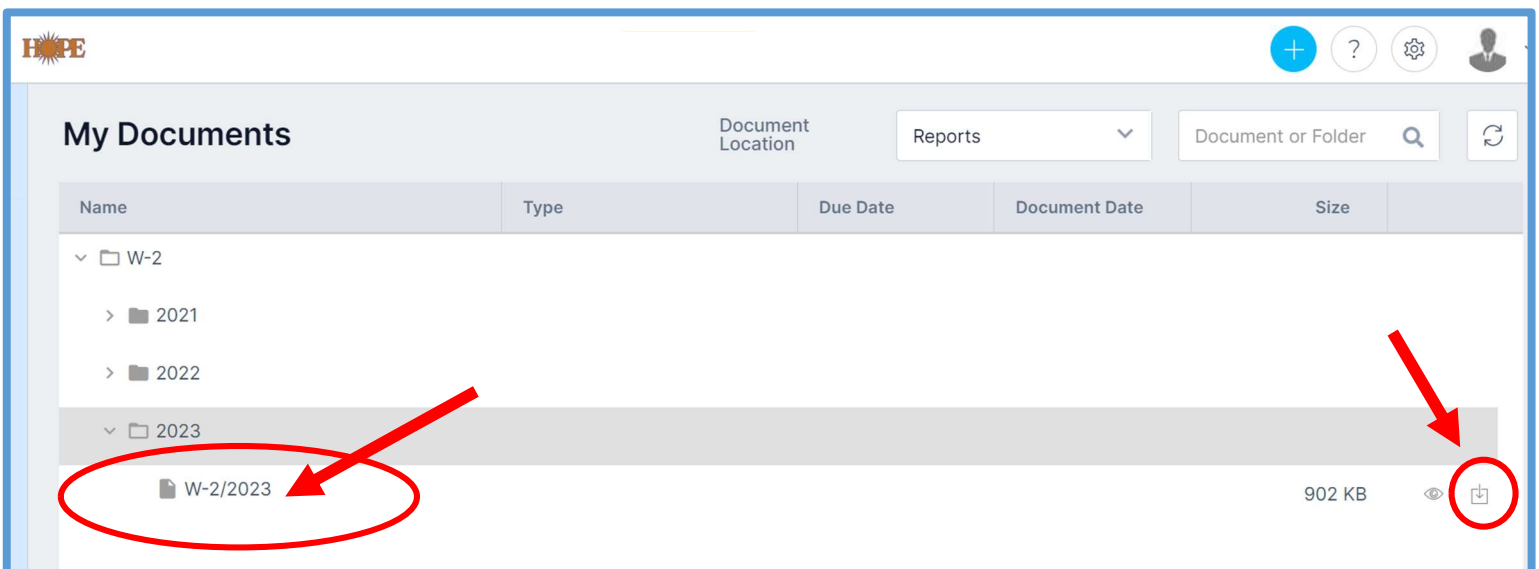 HOPE
?
My Documents
Document
Location
Reports
Document or Folder
Name Type Due Date Document Date Size
W-2
2021
2022
2023
W-2/2023 902 KB